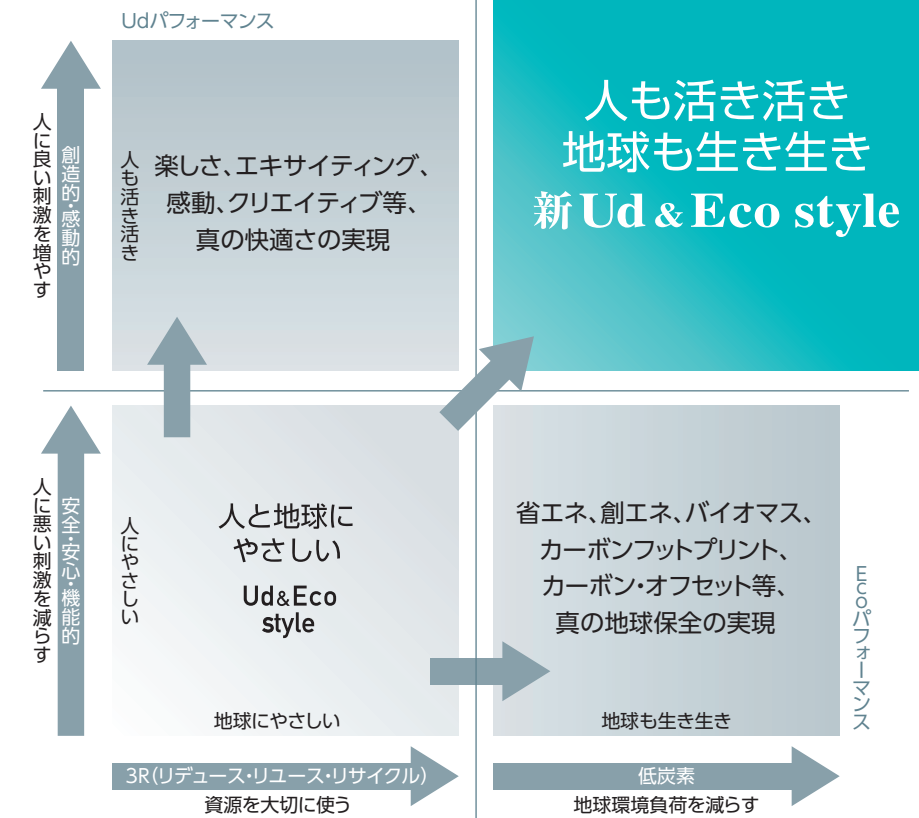 Udパフォーマンス
人に良い刺激を増やす
創造的・感動的
人も活き活き
楽しさ、エキサイティング、
感動、クリエイティブ等、
真の快適さの実現
人も活き活き
地球も生き生き
新Ud & Eco style
人に悪い刺激を減らす
安全・安心・機能的
人にやさしい
人と地球に
やさしい
Ud&Eco
style
地球にやさしい
省エネ、創エネ、バイオマス、
カーボンフットプリント、
カーボン・オフセット等、
真の地球保全の実現
地球も生き生き
Ecoパフォーマンス
3R(リデュース・リユース・リサイクル)
資源を大切に使う
低炭素
地球環境負荷を減らす